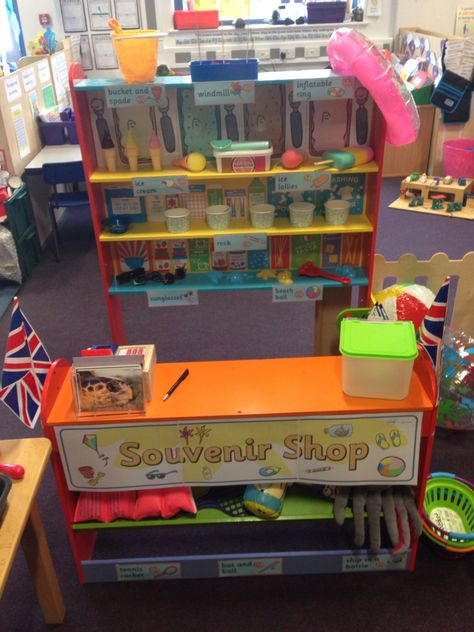 bucket and
spade
windmill
inflatable
ring
ice
cream
ice
lollies
rock
sunglasses
beach
ball
Souvenir Shop
tennis
racket
bat and
ball
ship in a
bottle